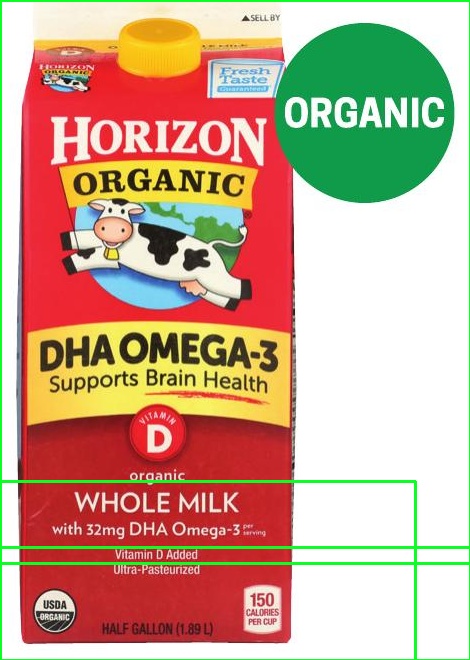 ▲SELL BY
WHOLE MILK
D
HORIZON
ORGANIC
Fresh
Taste
Guaranteed
ORGANIC
HORIZON
ORGANIC
DHA OMEGA-3
Supports Brain Health
VITAMIN
D
organic
WHOLE MILK
with 32mg DHA Omega-3 per serving
Vitamin D Added
Ultra-Pasteurized
USDA
ORGANIC
150
CALORIES
PER CUP
HALF GALLON (1.89 L)